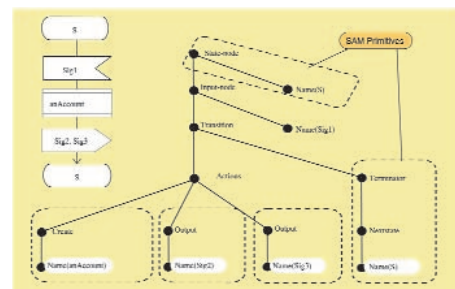 S
SAM Primitives
State-node
Sig1
Input-node
Name(S)
anAccount
Transition
Name(Sig1)
Sig2, Sig3
S
Actions
Terminator
Create
Output
Output
Nextstate
Name(anAccount)
Name(Sig2)
Name(Sig3)
Name(S)